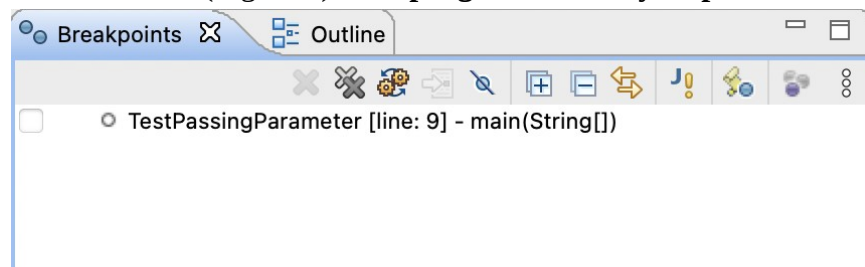 Breakpoints
Outline
TestPassingParameter [line: 9] - main(String[])